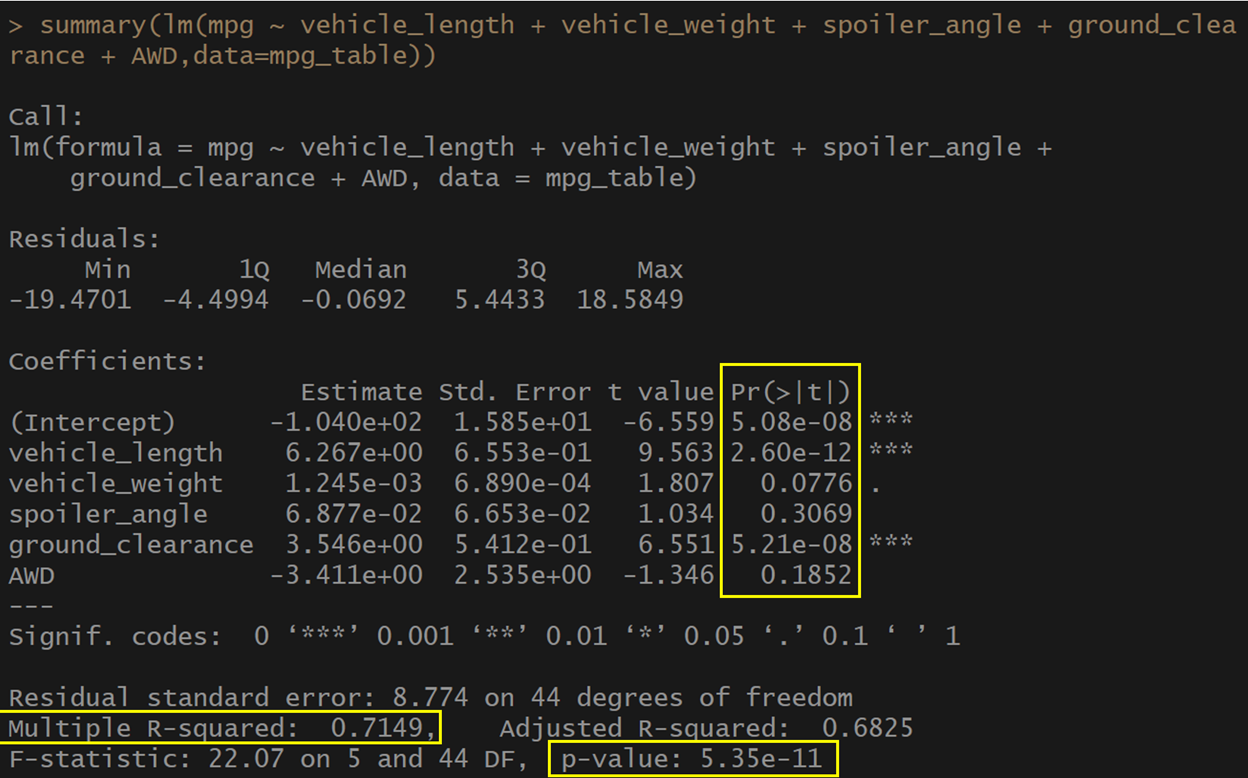 > summary(lm(mpg ~ vehicle_length + vehicle_weight + spoiler_angle + ground_clea
rance + AWD,data=mpg_table))
Call:
lm(formula = mpg ~ vehicle_length + vehicle_weight + spoiler_angle +
    ground_clearance + AWD, data = mpg_table)
Residuals:
     Min       1Q   Median       3Q      Max
-19.4701  -4.4994  -0.0692   5.4433  18.5849
Coefficients:
                   Estimate Std. Error t value Pr(>|t|)
(Intercept)      -1.040e+02  1.585e+01  -6.559 5.08e-08 ***
vehicle_length    6.267e+00  6.553e-01   9.563 2.60e-12 ***
vehicle_weight    1.245e-03  6.890e-04   1.807   0.0776 .
spoiler_angle     6.877e-02  6.653e-02   1.034   0.3069
ground_clearance  3.546e+00  5.412e-01   6.551 5.21e-08 ***
AWD              -3.411e+00  2.535e+00  -1.346   0.1852
---
Signif. codes:  0 ‘***’ 0.001 ‘**’ 0.01 ‘*’ 0.05 ‘.’ 0.1 ‘ ’ 1
Residual standard error: 8.774 on 44 degrees of freedom
Multiple R-squared:  0.7149,    Adjusted R-squared:  0.6825
F-statistic: 22.07 on 5 and 44 DF,  p-value: 5.35e-11